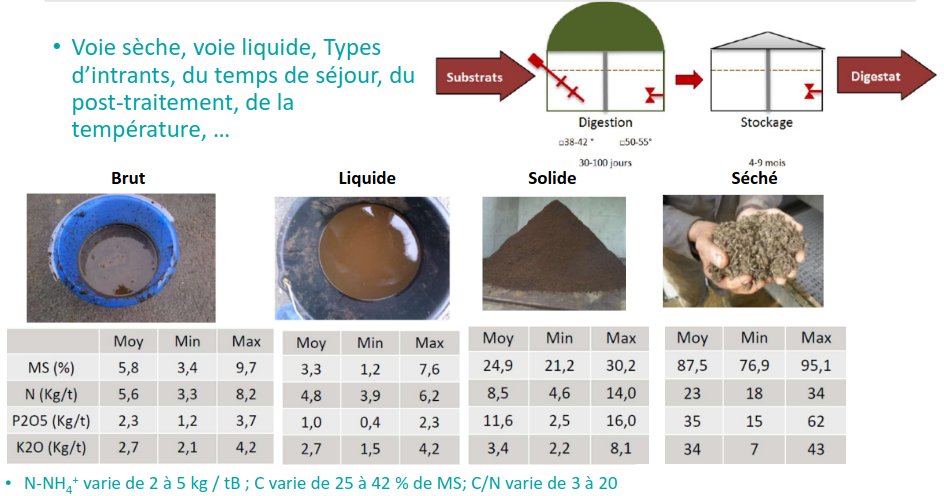 • Voie sèche, voie liquide, Types
d'intrants, du temps de séjour, du
post-traitement, de la
température, ...
Substrats
Digestat
Digestion
Stockage
□38-42 ° □50-55°
30-100 jours
4-9 mois
Brut Liquide Solide Séché
Moy Min Max
MS (%) 5,8 3,4 9,7
N (Kg/t) 5,6 3,3 8,2
P2O5 (Kg/t) 2,3 1,2 3,7
K2O (Kg/t) 2,7 2,1 4,2
Moy Min Max
3,3 1,2 7,6
4,8 3,9 6,2
1,0 0,4 2,3
2,7 1,5 4,2
Moy Min Max
24,9 21,2 30,2
8,5 4,6 14,0
11,6 2,5 16,0
3,4 2,2 8,1
Moy Min Max
87,5 76,9 95,1
23 18 34
35 15 62
34 7 43
• N-NH₄⁺ varie de 2 à 5 kg / tB ; C varie de 25 à 42 % de MS; C/N varie de 3 à 20